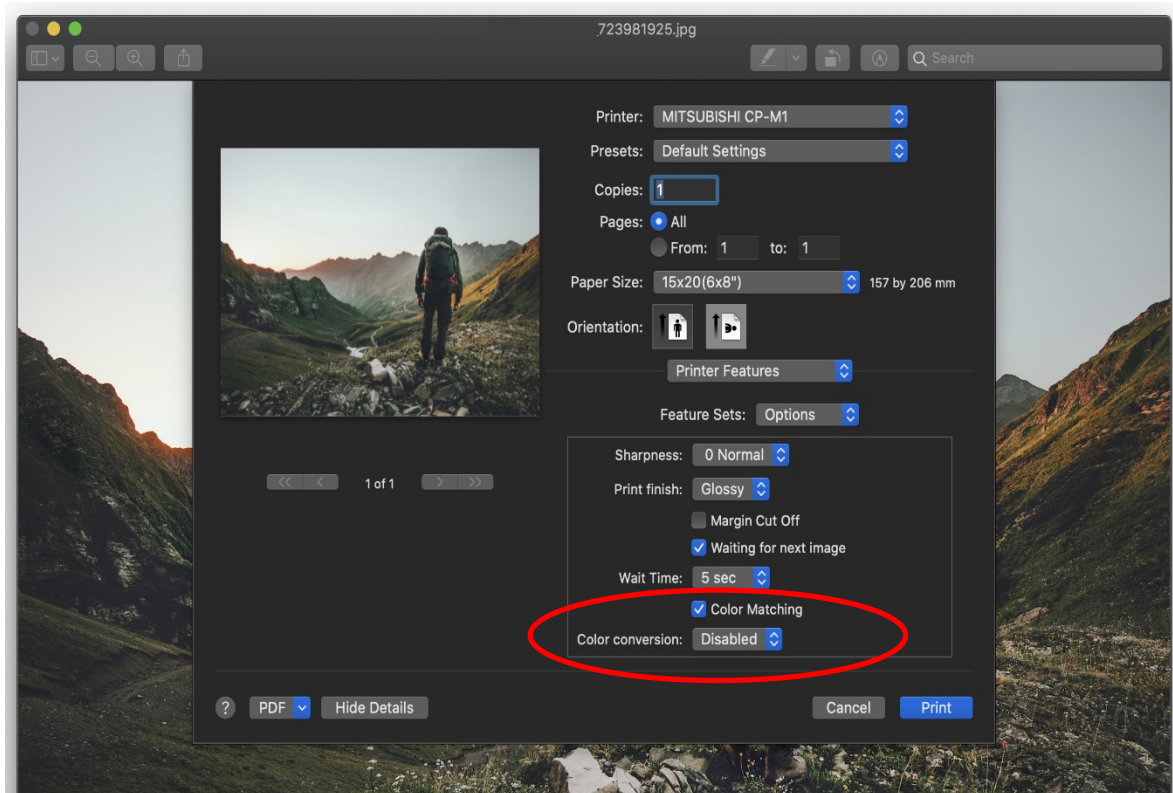 723981925.jpg
Search
Printer: MITSUBISHI CP-M1
Presets: Default Settings
Copies: 1
Pages: All
From: 1 to: 1
Paper Size: 15x20(6x8") 157 by 206 mm
Orientation:
Printer Features
Feature Sets: Options
Sharpness: 0 Normal
Print finish: Glossy
Margin Cut Off
Waiting for next image
Wait Time: 5 sec
Color Matching
Color conversion: Disabled
1 of 1
? PDF Hide Details Cancel Print